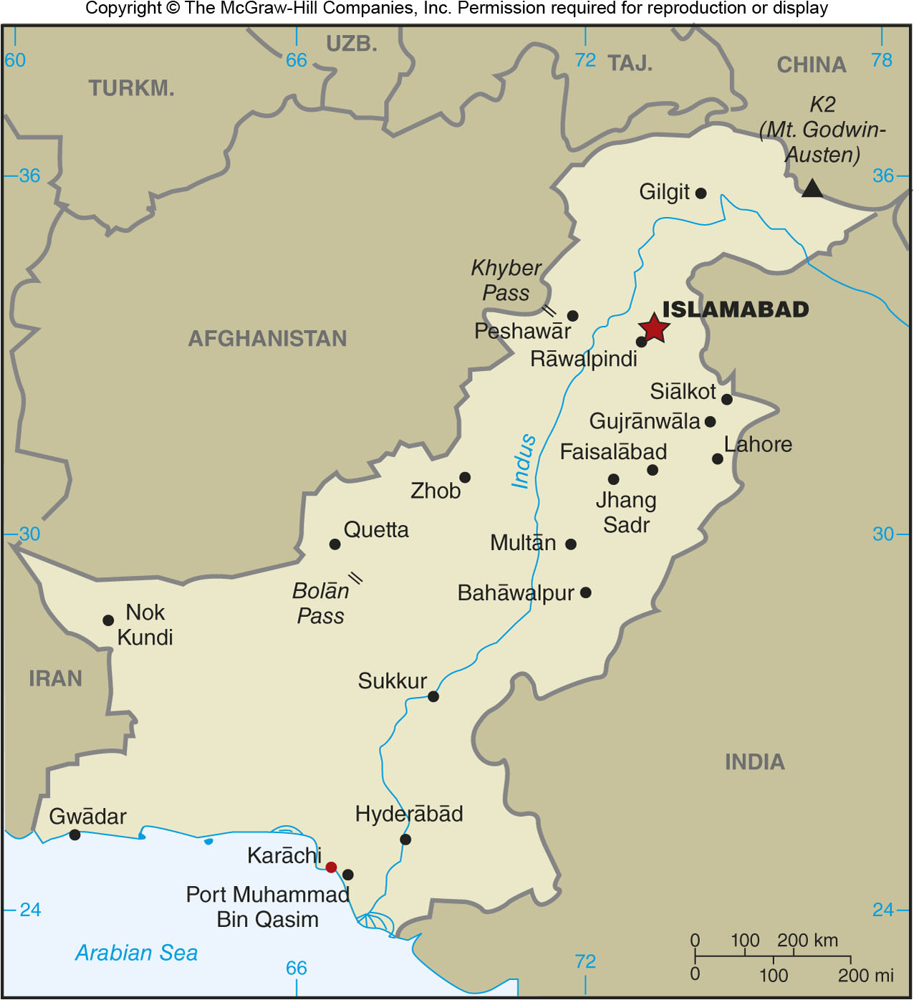 Copyright © The McGraw-Hill Companies, Inc. Permission required for reproduction or display
60
66
UZB.
72
TAJ.
CHINA
78
TURKM.
K2
(Mt. Godwin-
Austen)
36
36
Gilgit
Khyber
Pass
ISLAMABAD
AFGHANISTAN
Peshawār
Rāwalpindi
Siālkot
Gujrānwāla
Lahore
Faisalābād
Indus
Zhob
Jhang
Sadr
30
30
Quetta
Multān
Bolān
Pass
Bahāwalpur
Nok
Kundi
IRAN
Sukkur
INDIA
Gwādar
Hyderābād
Karāchi
Port Muhammad
Bin Qasim
24
24
Arabian Sea
66
72
0 100 200 km
0 100 200 mi